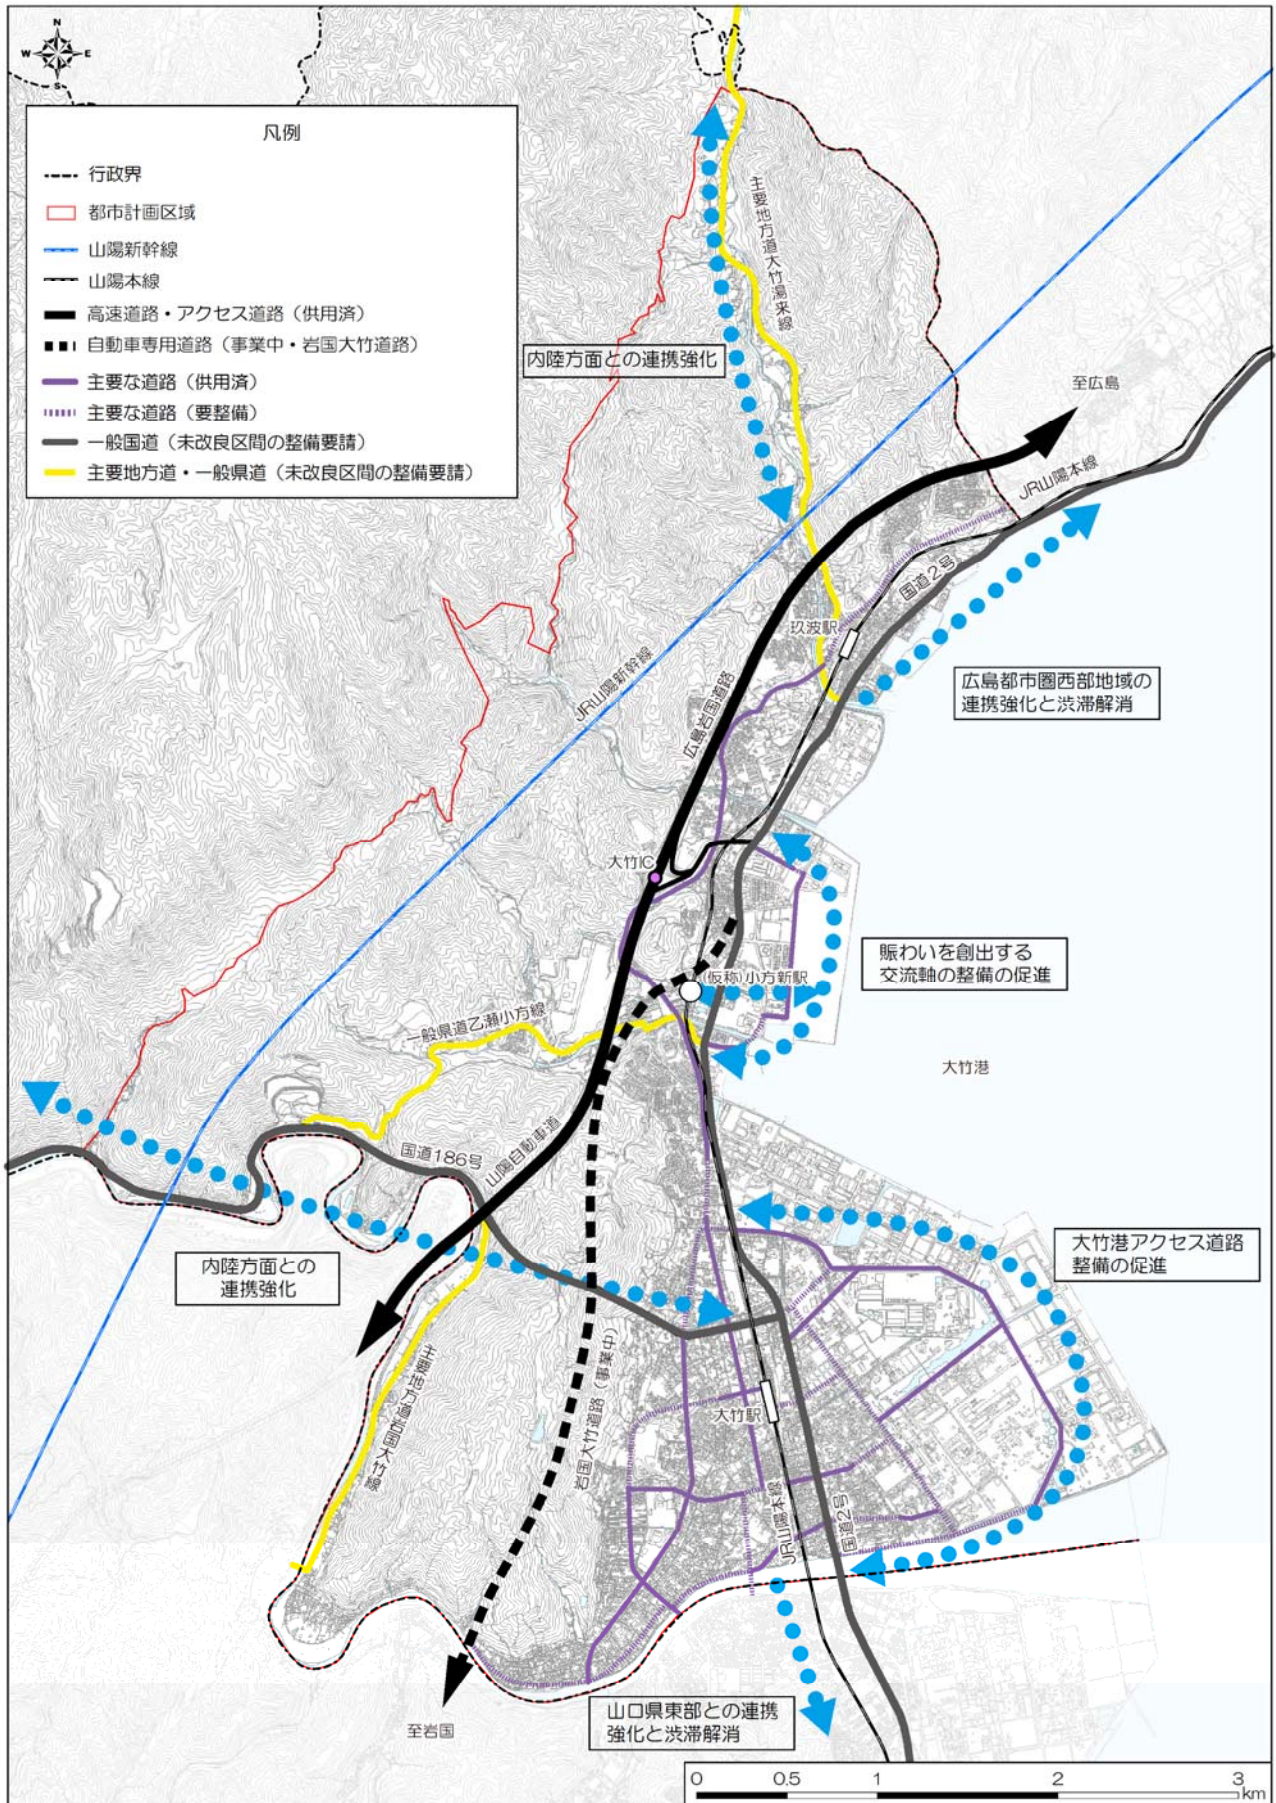 N
W
E
S
凡例
行政界
都市計画区域
山陽新幹線
山陽本線
高速道路・アクセス道路（供用済）
自動車専用道路（事業中・岩国大竹道路）
主要な道路（供用済）
主要な道路（要整備）
一般国道（未改良区間の整備要請）
主要地方道・一般県道（未改良区間の整備要請）
主要地方道大竹湯来線
内陸方面との連携強化
至広島
JR山陽本線
国道2号
玖波駅
JR山陽新幹線
広島岩国道路
広島都市圏西部地域の
連携強化と渋滞解消
大竹IC
賑わいを創出する
交流軸の整備の促進
(仮称)小方新駅
一般県道乙瀬小方線
大竹港
国道186号
山陽自動車道
内陸方面との
連携強化
大竹港アクセス道路
整備の促進
主要地方道岩国大竹線
岩国大竹道路（事業中）
大竹駅
JR山陽本線
国道2号
至岩国
山口県東部との連携
強化と渋滞解消
0 0.5 1 2 3
km